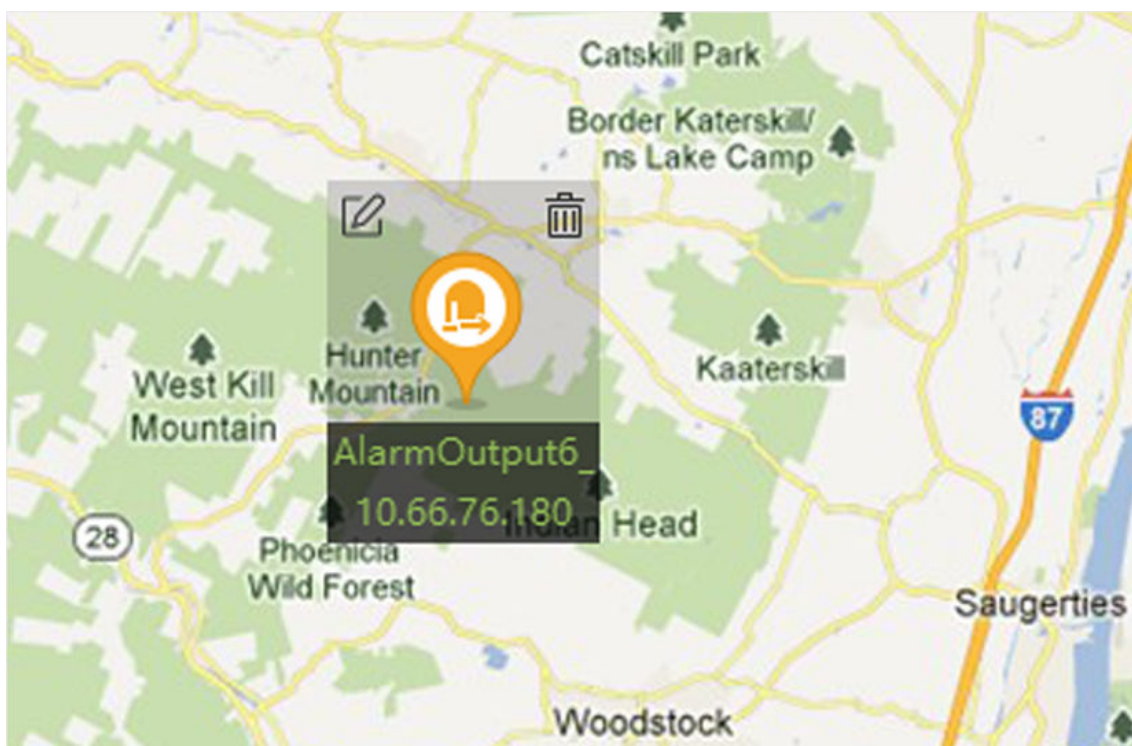 Catskill Park
Border Katerskill/
ns Lake Camp
Hunter
Mountain
West Kill
Mountain
Kaaterskill
87
AlarmOutput6_
10.66.76.180
Indian Head
28
Phoenicia
Wild Forest
Saugerties
Woodstock